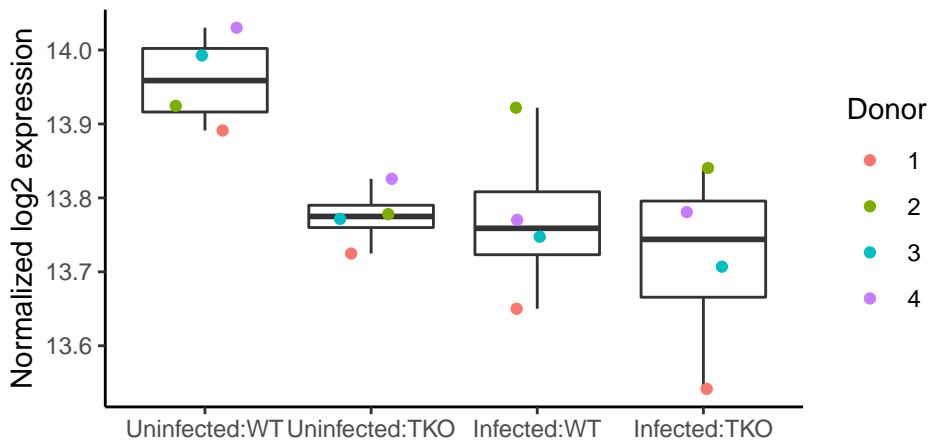 Normalized log2 expression
14.0
13.9
13.8
13.7
13.6
Uninfected:WT
Uninfected:TKO
Infected:WT
Infected:TKO
Donor
1
2
3
4